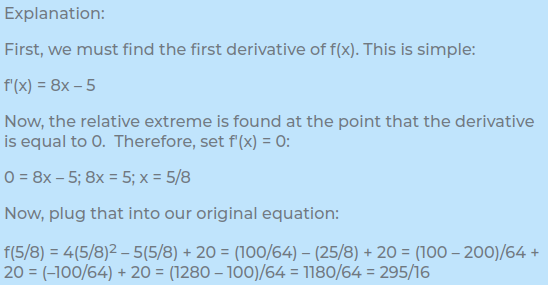 Explanation:
First, we must find the first derivative of f(x). This is simple:
f'(x) = 8x – 5
Now, the relative extreme is found at the point that the derivative
is equal to 0.  Therefore, set f'(x) = 0:
0 = 8x – 5; 8x = 5; x = 5/8
Now, plug that into our original equation:
f(5/8) = 4(5/8)² – 5(5/8) + 20 = (100/64) – (25/8) + 20 = (100 – 200)/64 +
20 = (–100/64) + 20 = (1280 – 100)/64 = 1180/64 = 295/16